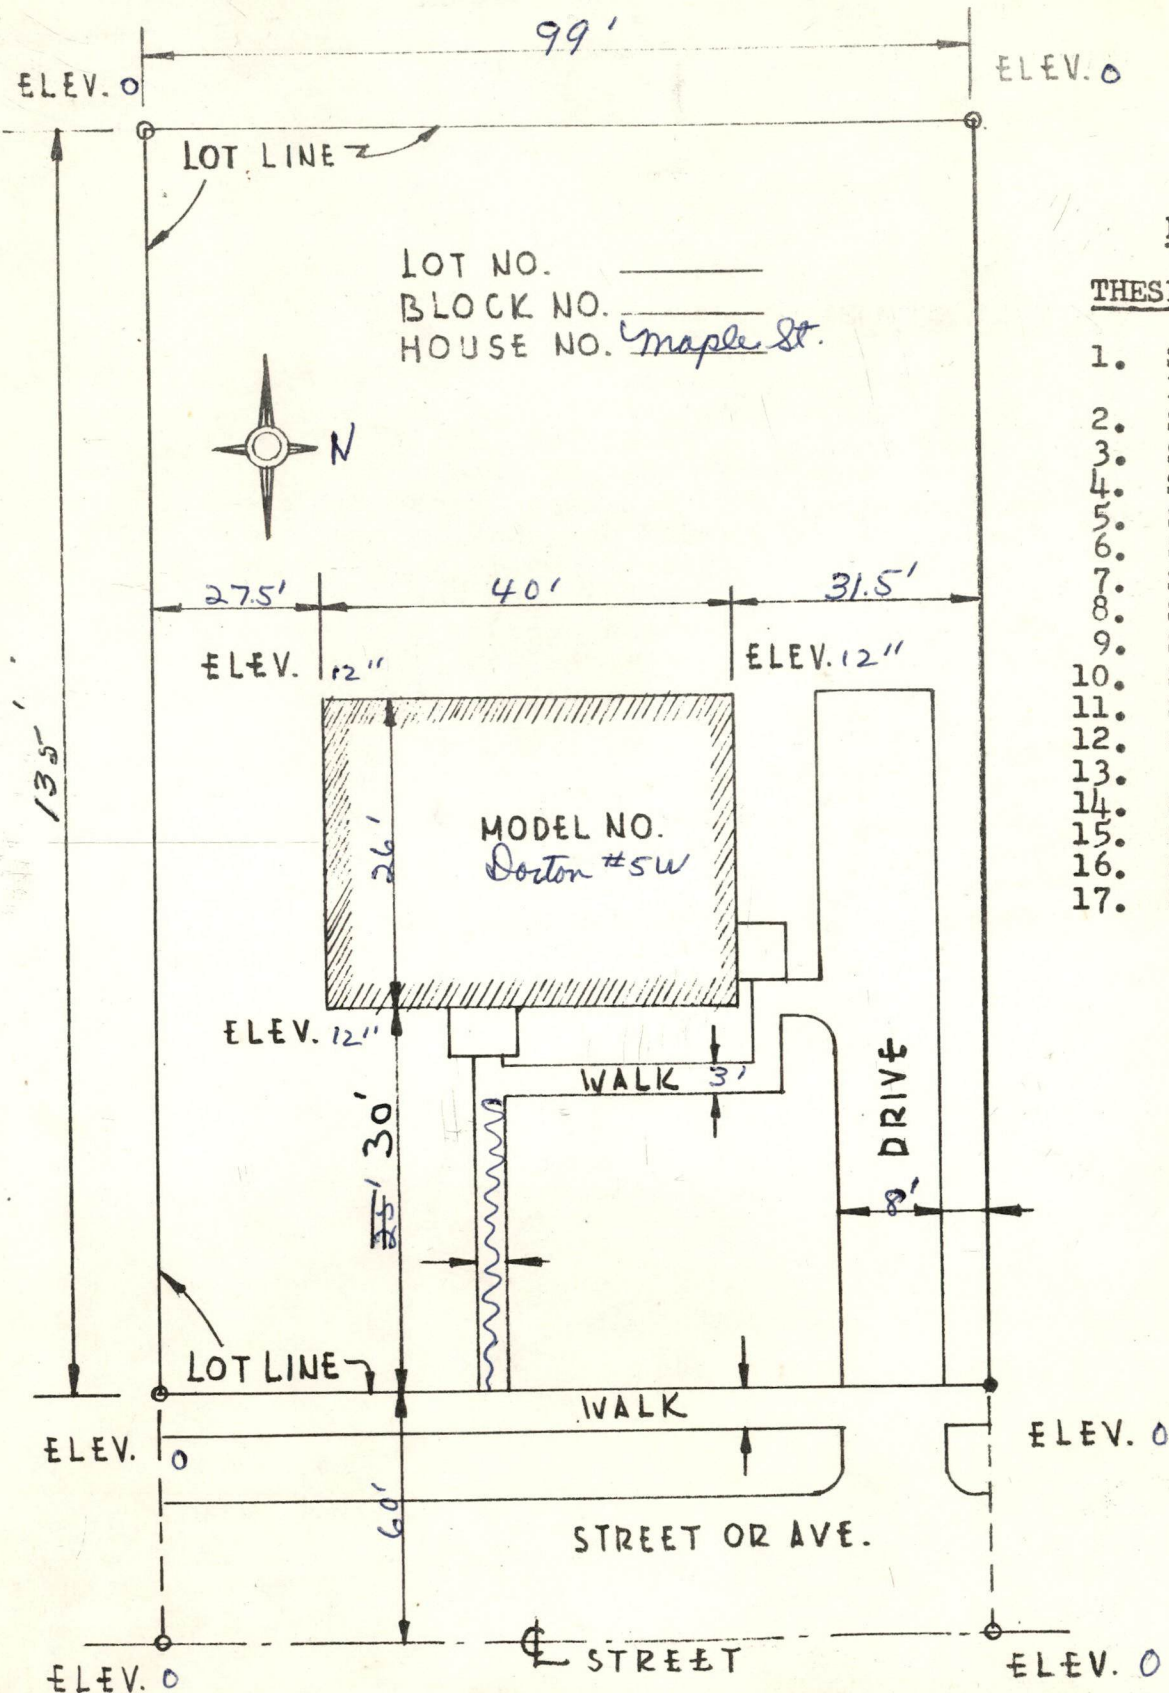 99'
ELEV. 0
ELEV. 0
LOT LINE
LOT NO.
BLOCK NO.
HOUSE NO. Maple St.
N
THES
1.
2.
3.
4.
5.
6.
7.
8.
9.
10.
11.
12.
13.
14.
15.
16.
17.
27.5'
40'
31.5'
ELEV. 12"
ELEV. 12"
135'
26'
MODEL NO.
Dorton #5W
ELEV. 12"
WALK 3'
DRIVE
25' 30'
8'
LOT LINE
WALK
ELEV. 0
ELEV. 0
60'
STREET OR AVE.
℄ STREET
ELEV. 0
ELEV. 0